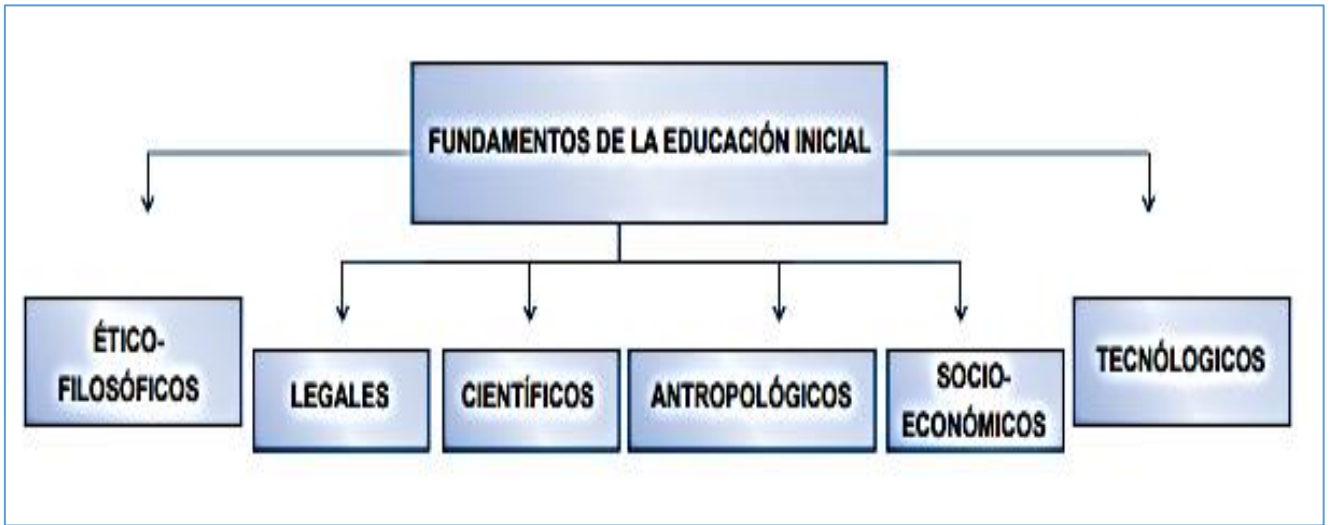 FUNDAMENTOS DE LA EDUCACIÓN INICIAL
ÉTICO-
FILOSÓFICOS
LEGALES
CIENTÍFICOS
ANTROPOLÓGICOS
SOCIO-
ECONÓMICOS
TECNÓLOGICOS